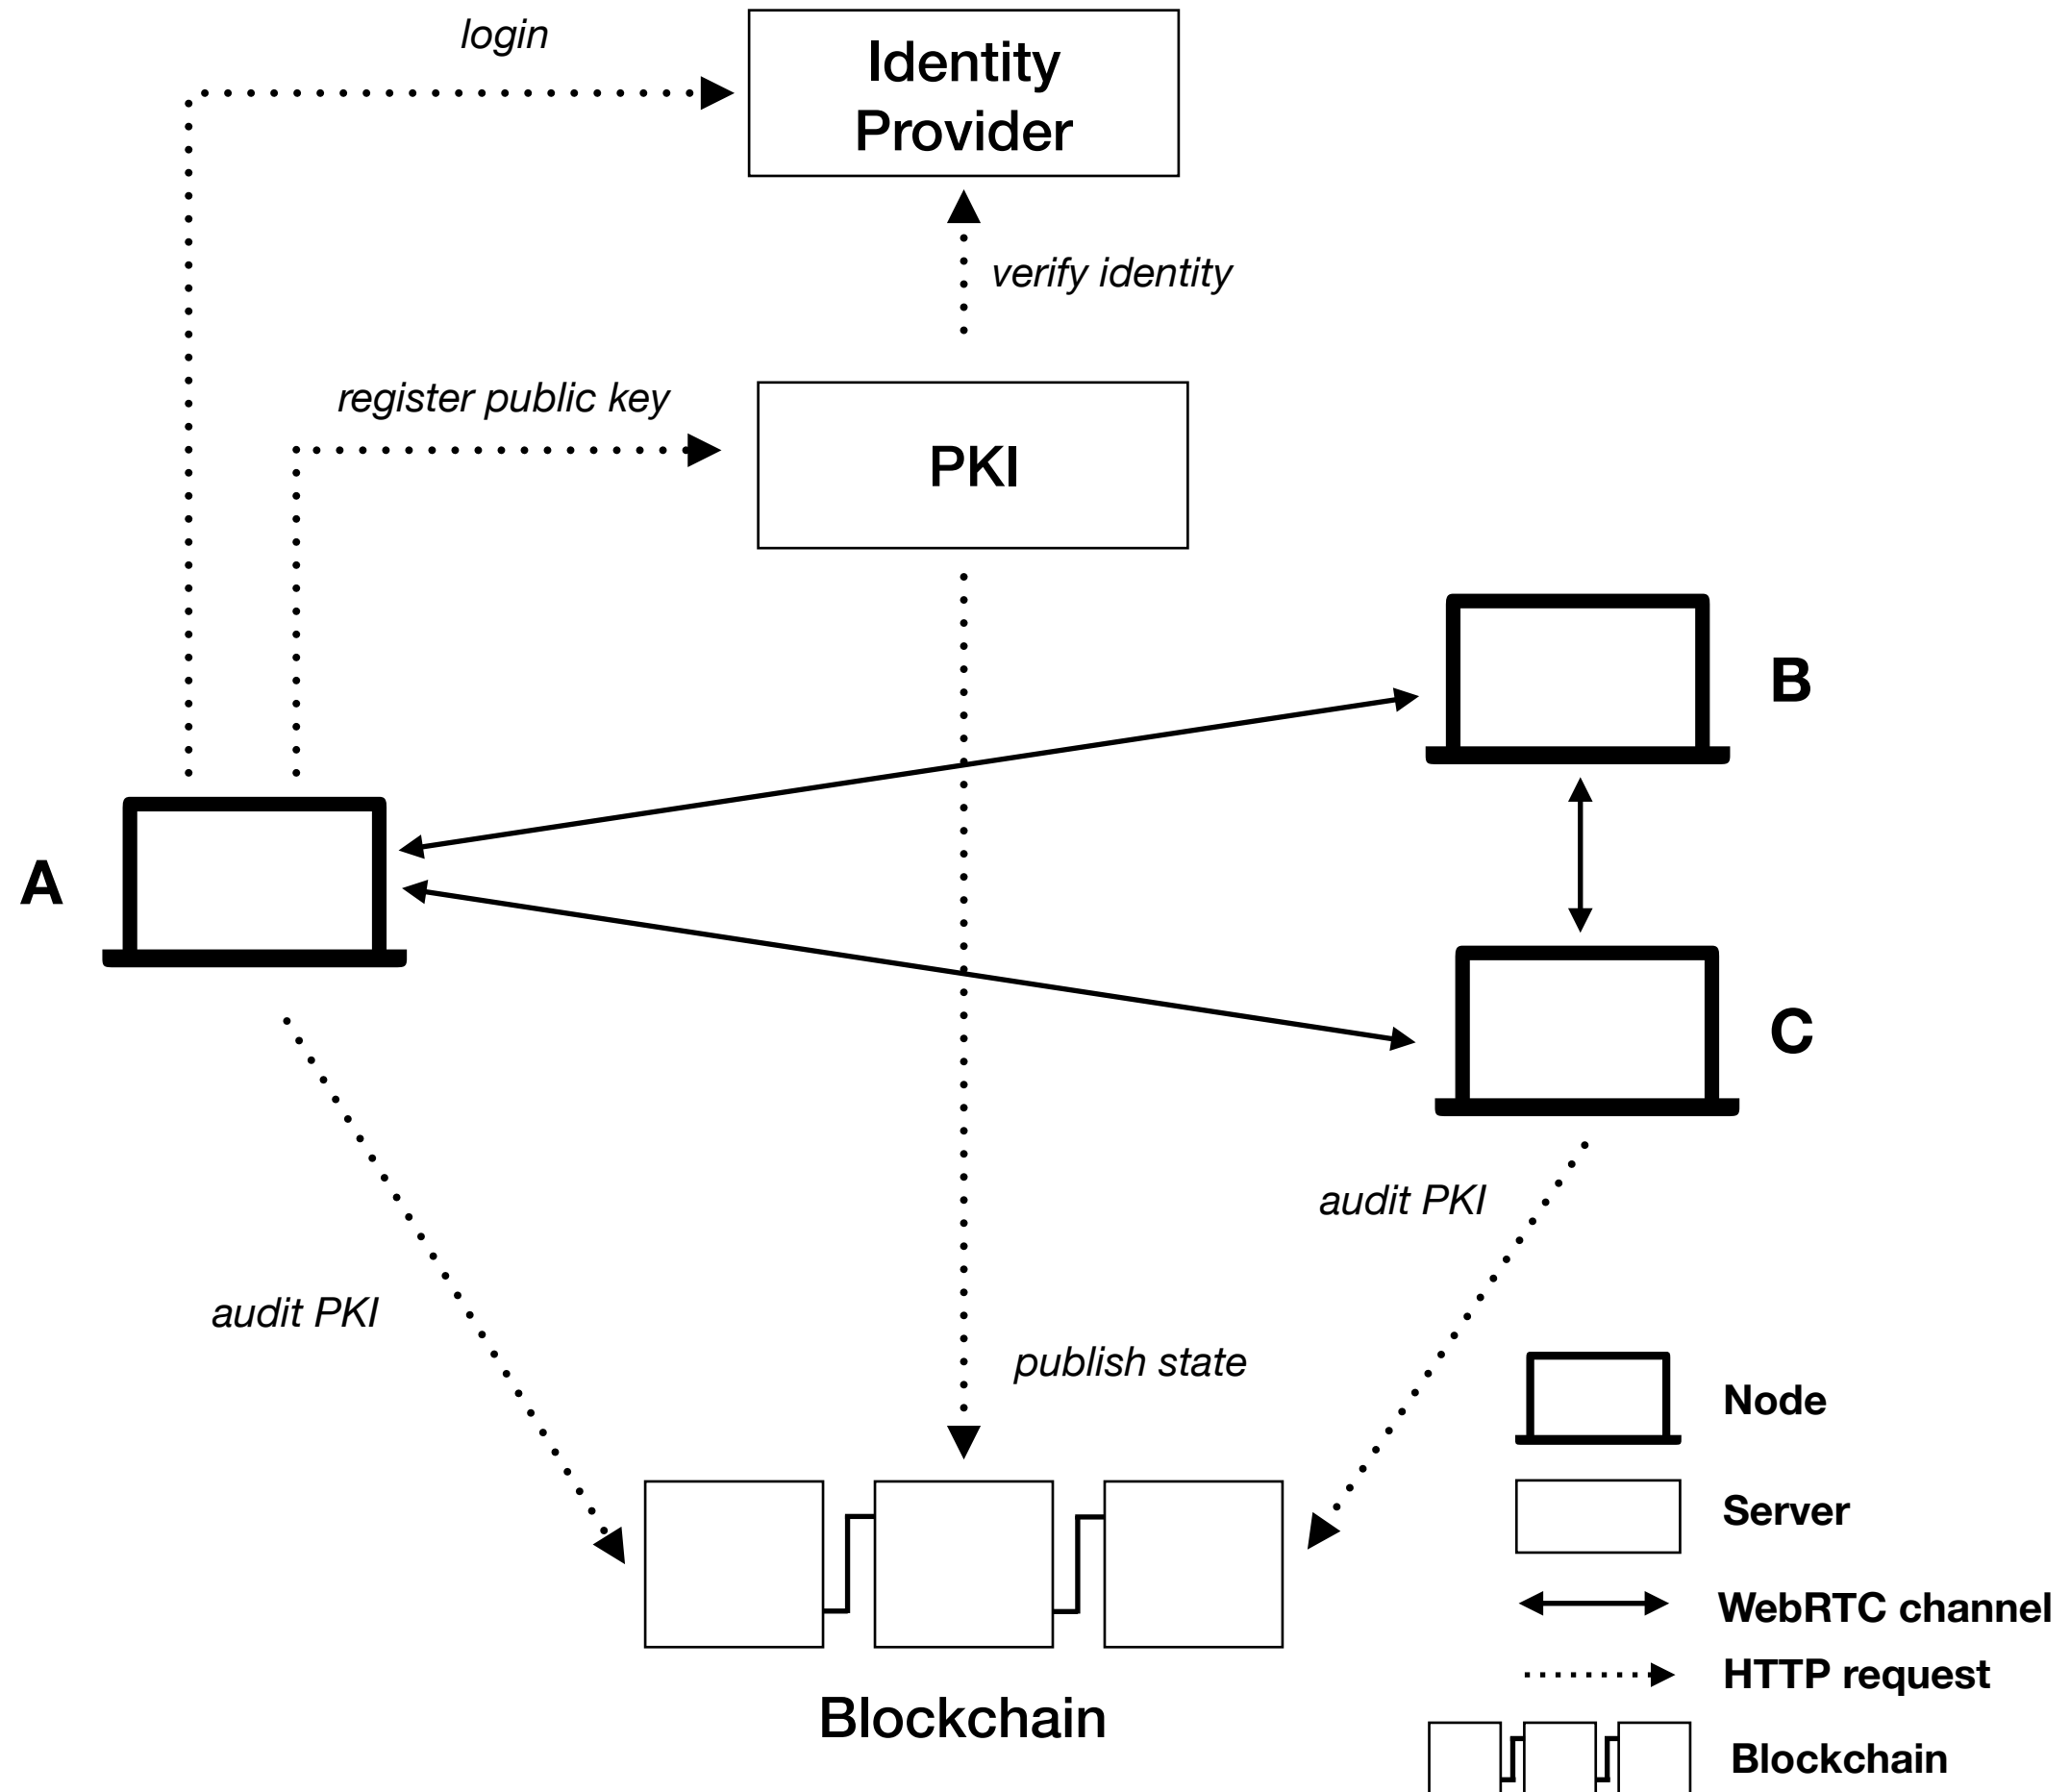 login
Identity
Provider
verify identity
register public key
PKI
B
A
C
audit PKI
audit PKI
publish state
Node
Server
WebRTC channel
HTTP request
Blockchain
Blockchain